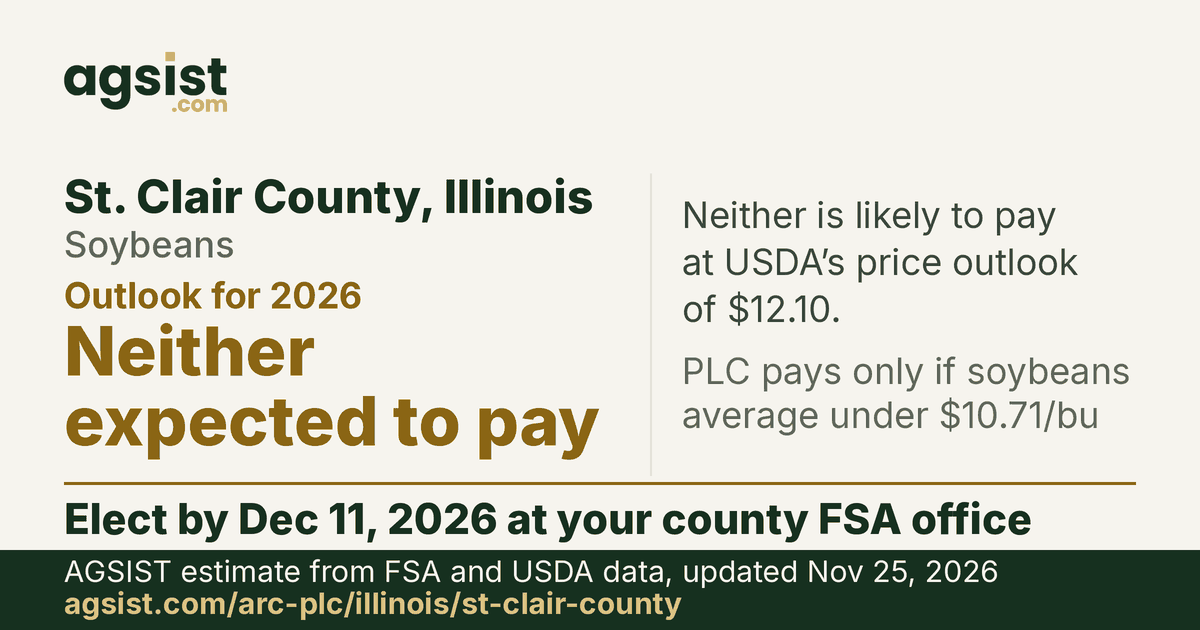 agsist
.com
St. Clair County, Illinois
Soybeans
Outlook for 2026
Neither
expected to pay
Neither is likely to pay
at USDA’s price outlook
of $12.10.
PLC pays only if soybeans
average under $10.71/bu
Elect by Dec 11, 2026 at your county FSA office
AGSIST estimate from FSA and USDA data, updated Nov 25, 2026
agsist.com/arc-plc/illinois/st-clair-county